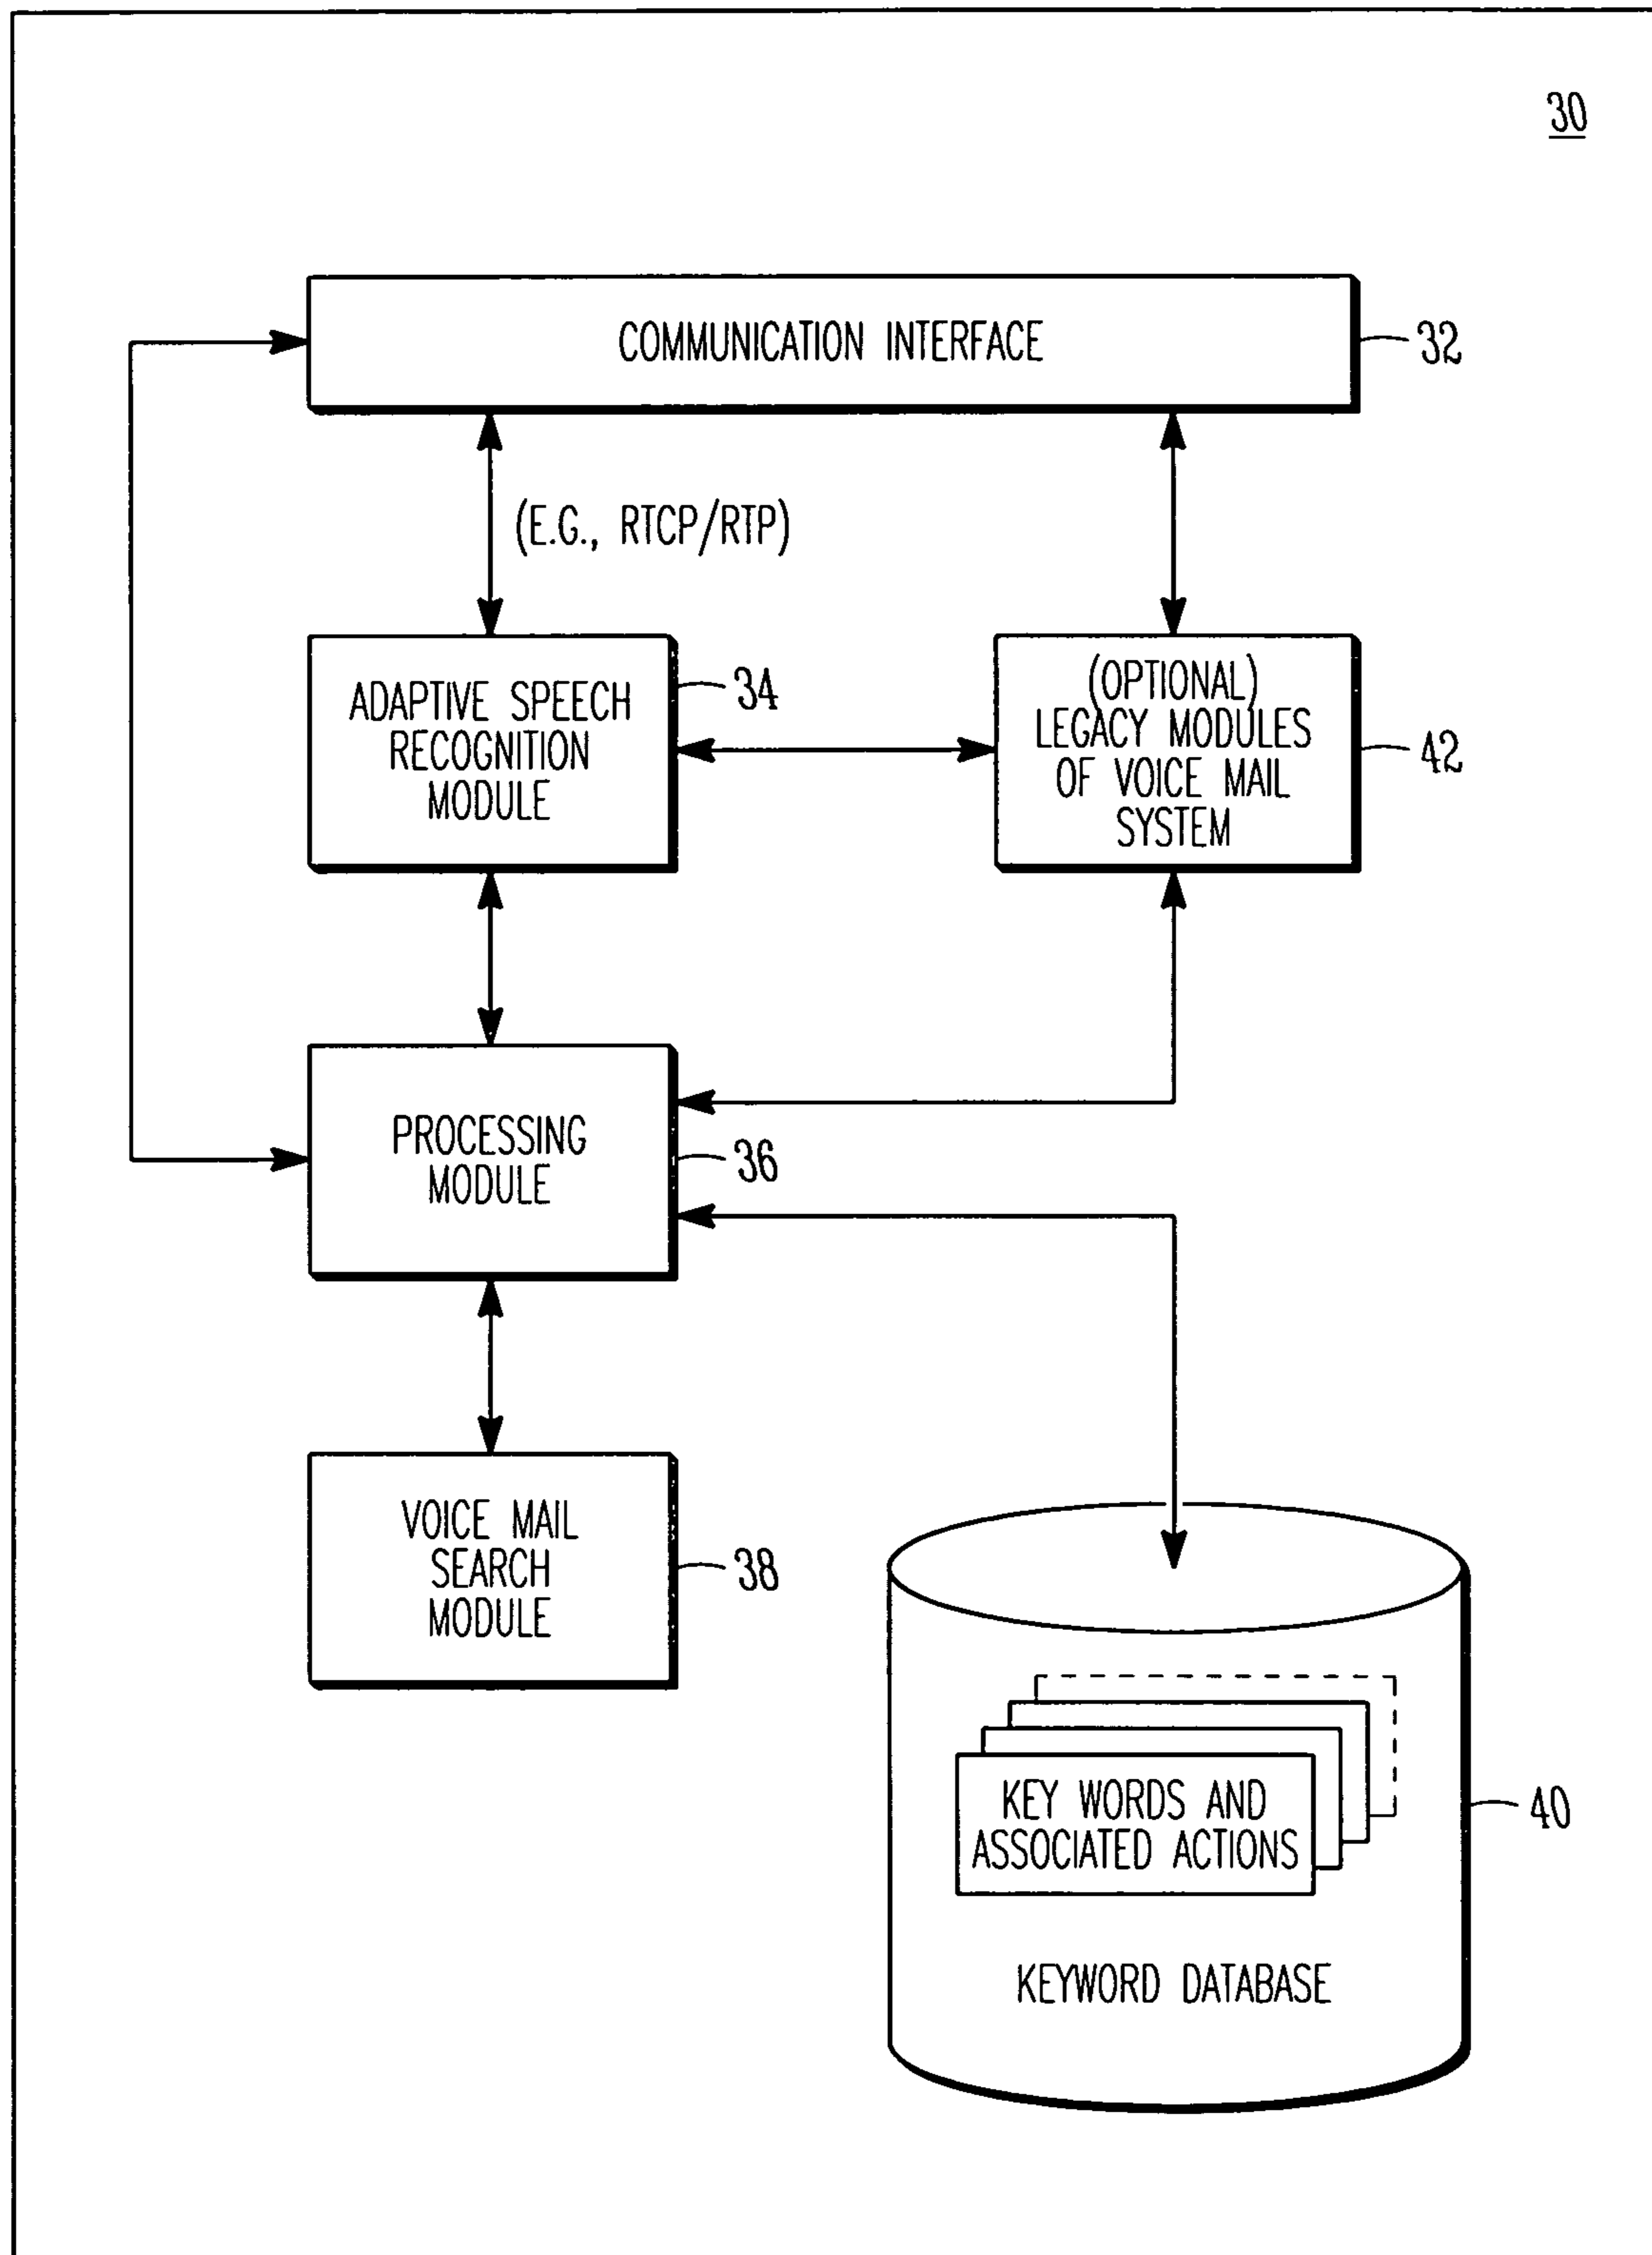 30
COMMUNICATION INTERFACE
32
(E.G., RTCP/RTP)
ADAPTIVE SPEECH
RECOGNITION
MODULE
34
(OPTIONAL)
LEGACY MODULES
OF VOICE MAIL
SYSTEM
42
PROCESSING
MODULE
36
VOICE MAIL
SEARCH
MODULE
38
KEY WORDS AND
ASSOCIATED ACTIONS
40
KEYWORD DATABASE